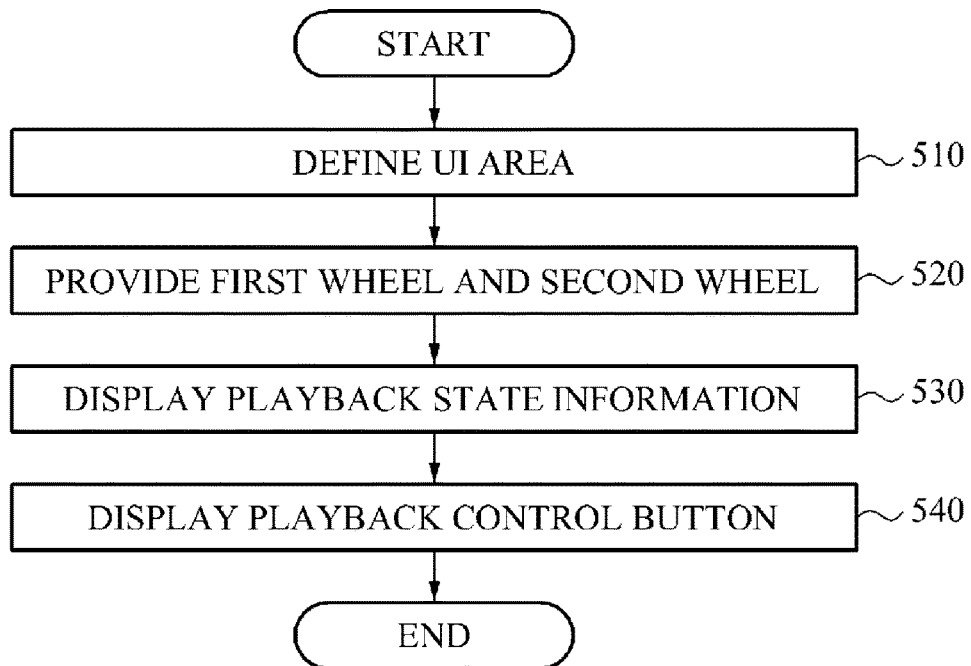 START
DEFINE UI AREA 510
PROVIDE FIRST WHEEL AND SECOND WHEEL 520
DISPLAY PLAYBACK STATE INFORMATION 530
DISPLAY PLAYBACK CONTROL BUTTON 540
END